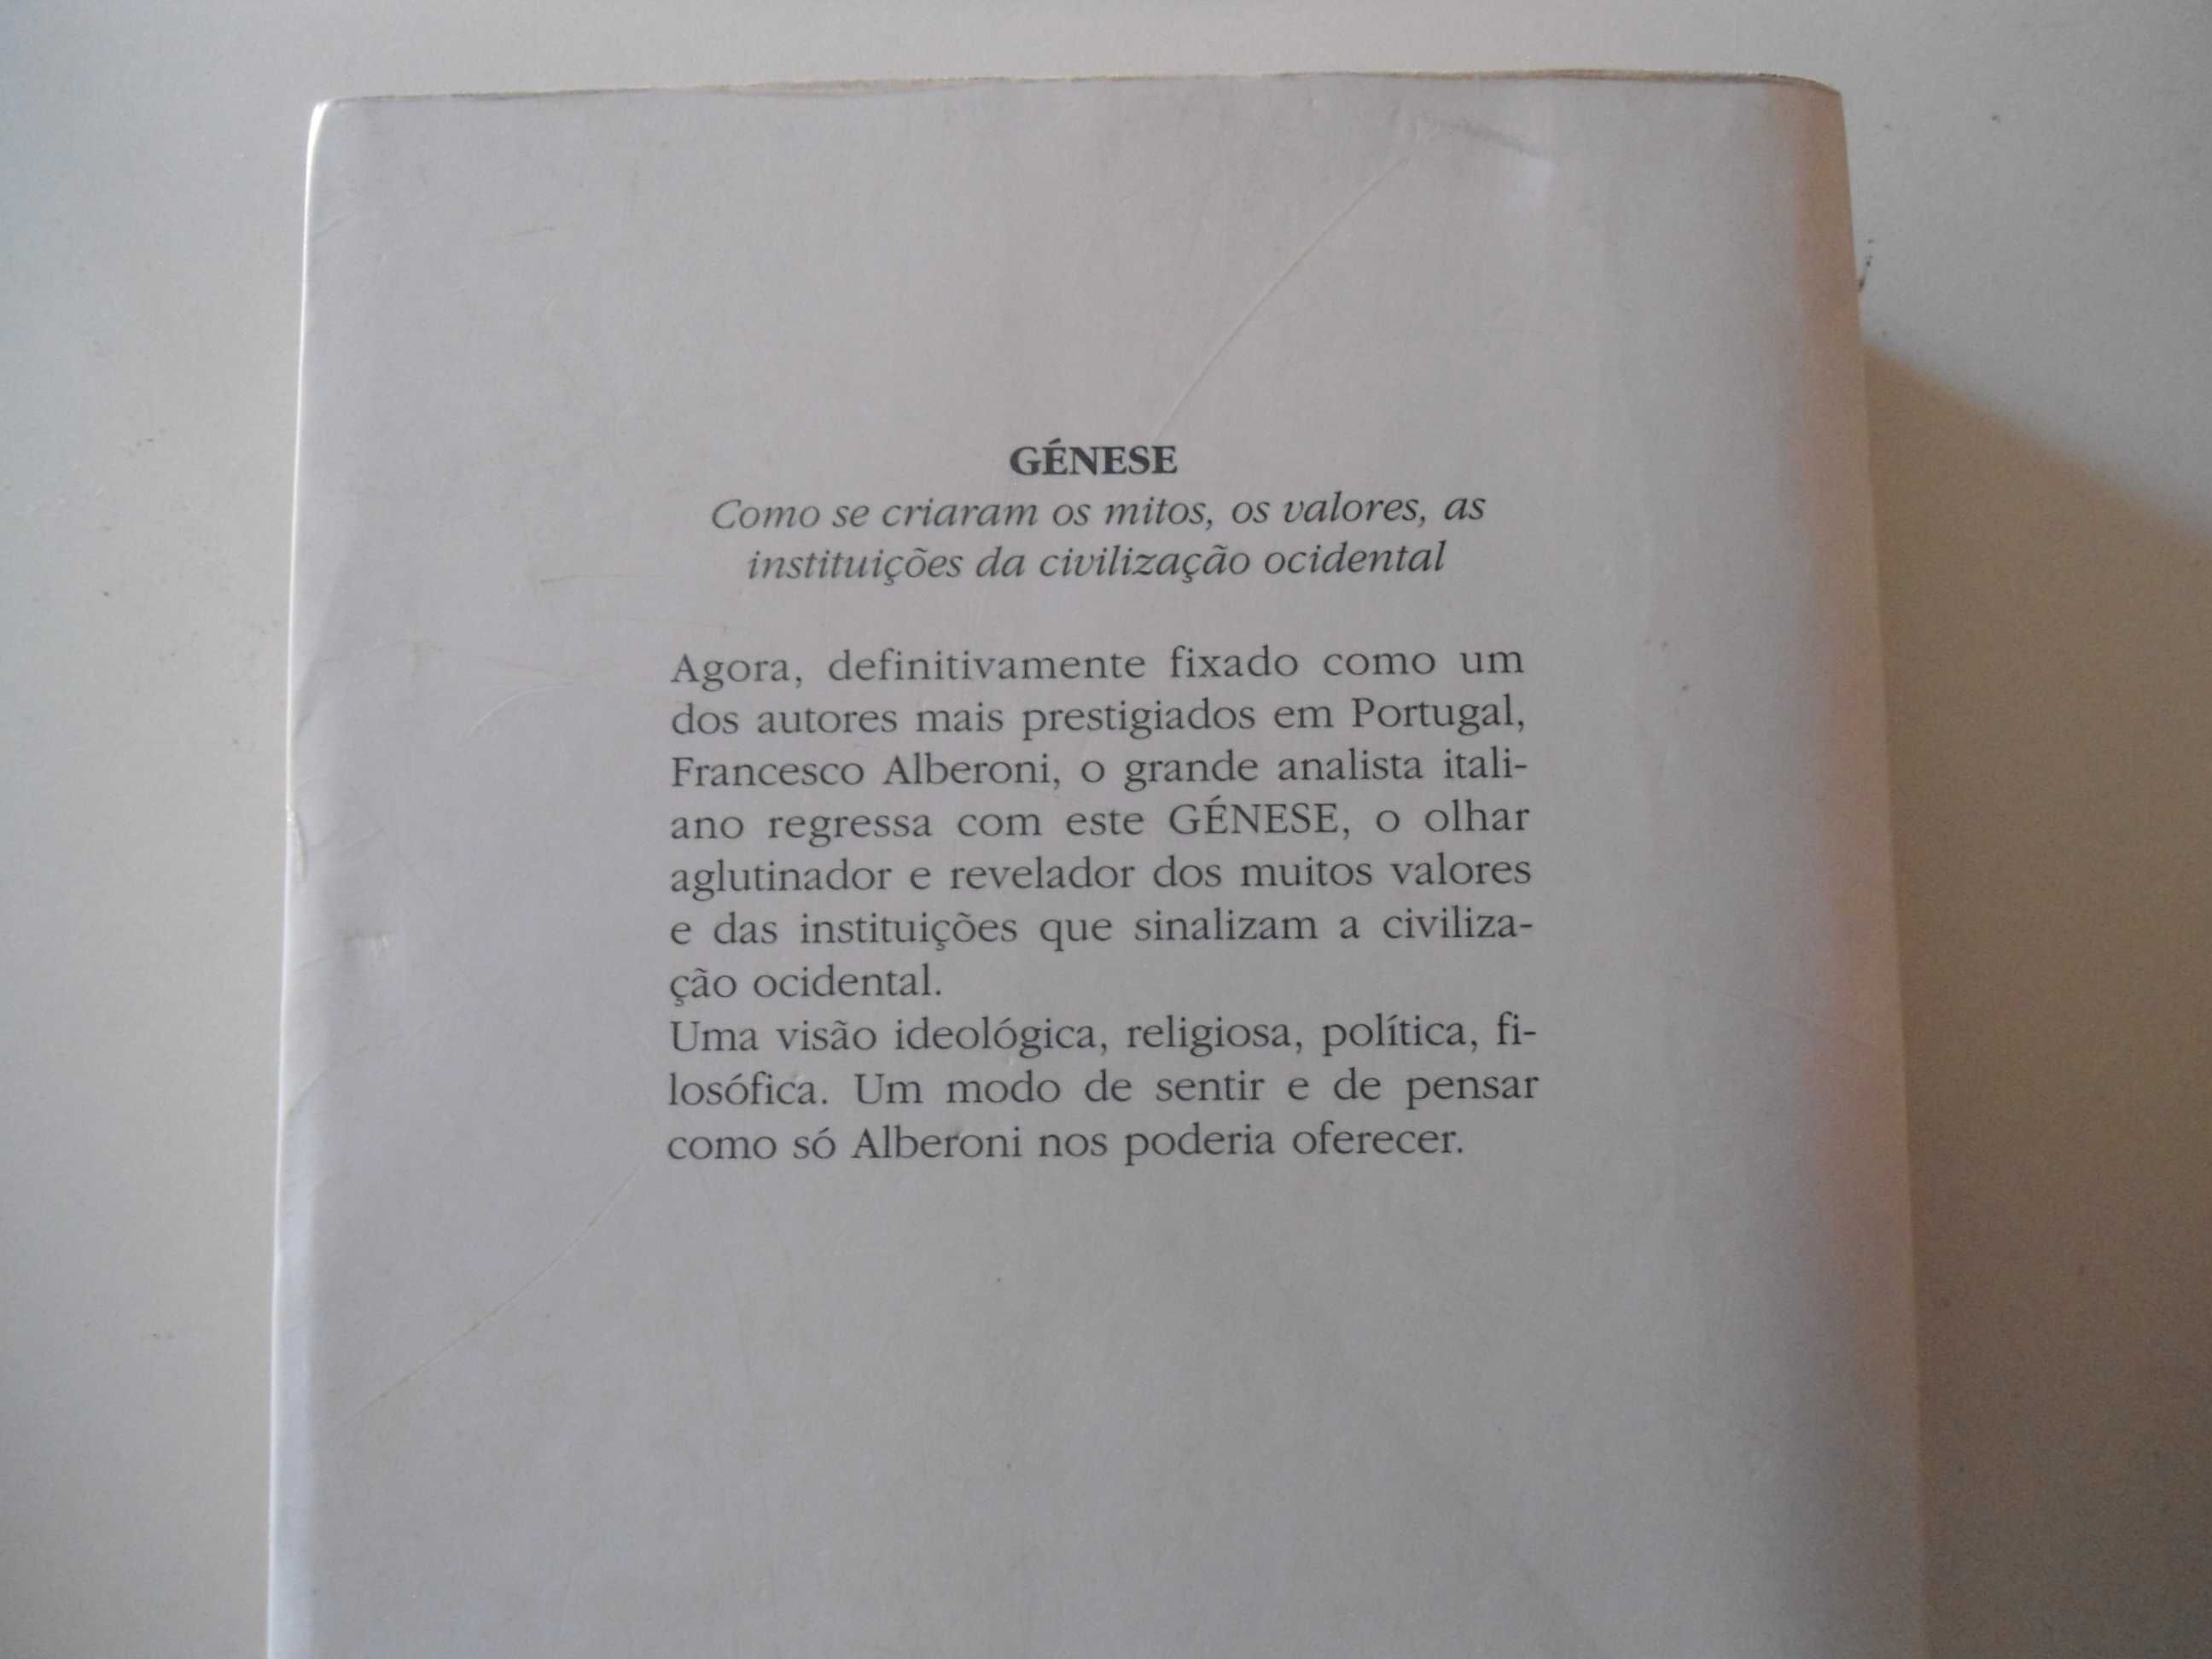 GÉNESE
Como se criaram os mitos, os valores, as
instituições da civilização ocidental
Agora, definitivamente fixado como um
dos autores mais prestigiados em Portugal,
Francesco Alberoni, o grande analista itali-
ano regressa com este GÉNESE, o olhar
aglutinador e revelador dos muitos valores
e das instituições que sinalizam a civiliza-
ção ocidental.
Uma visão ideológica, religiosa, política, fi-
losófica. Um modo de sentir e de pensar
como só Alberoni nos poderia oferecer.